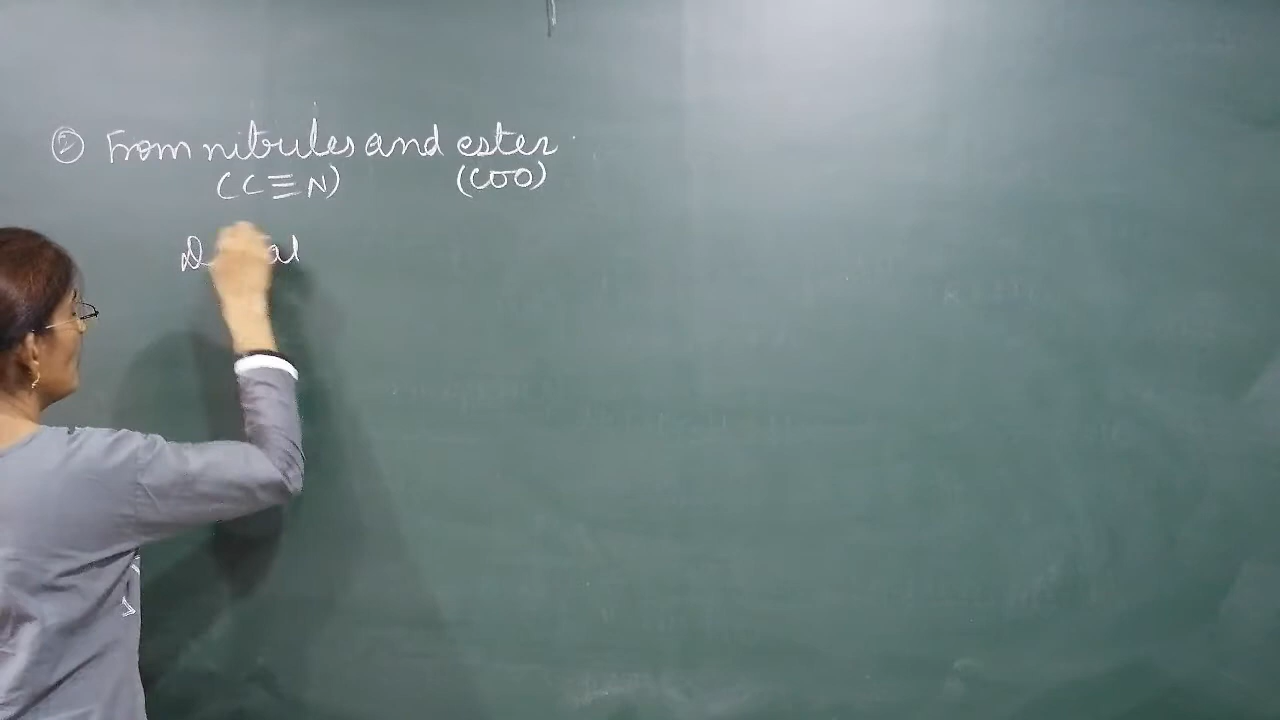 ② From nitriles and ester
(C≡N) (COO)